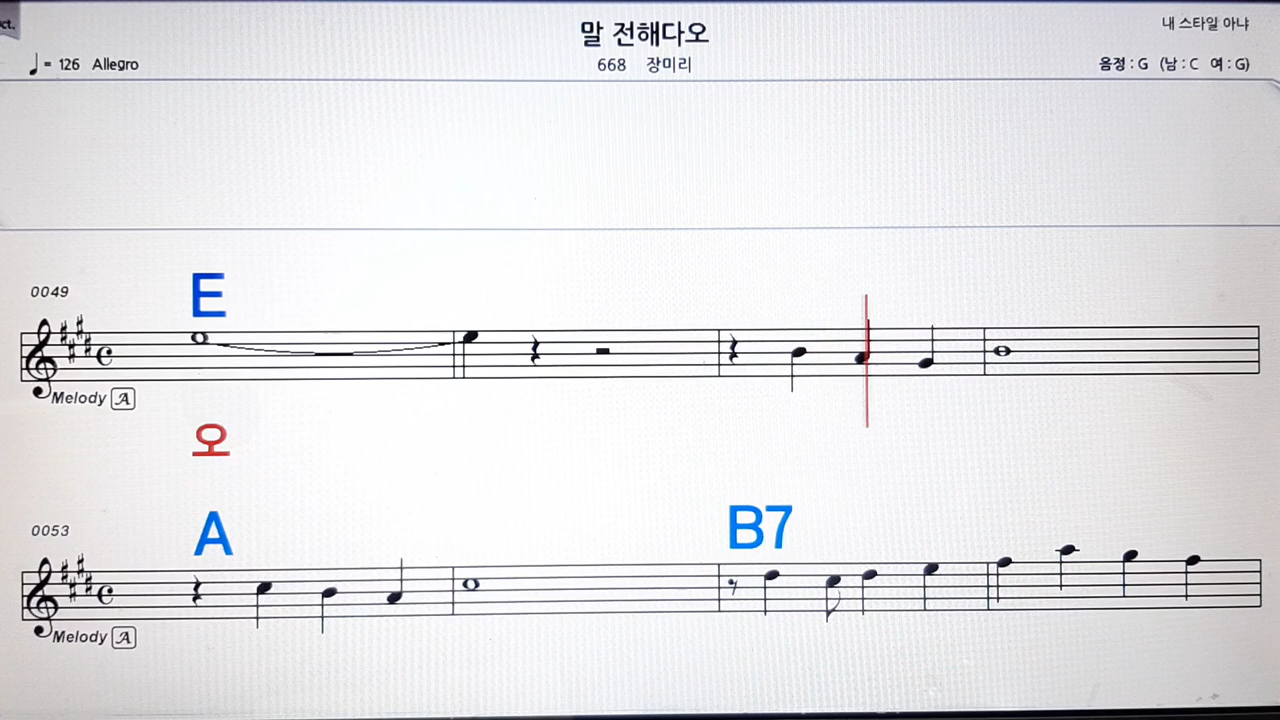 ct.
말 전해다오
내 스타일 아냐
♩= 126 Allegro
668 장미리
음정 : G (남 : C 여 : G)
0049
E
Melody A
오
0053
A
B7
Melody A